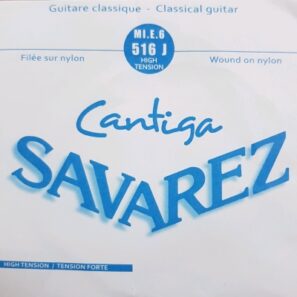 Guitare classique - Classical guitar
MI.E.6
516 J
HIGH
TENSION
Filée sur nylon
Wound on nylon
Cantiga
SAVAREZ
HIGH TENSION / TENSION FORTE